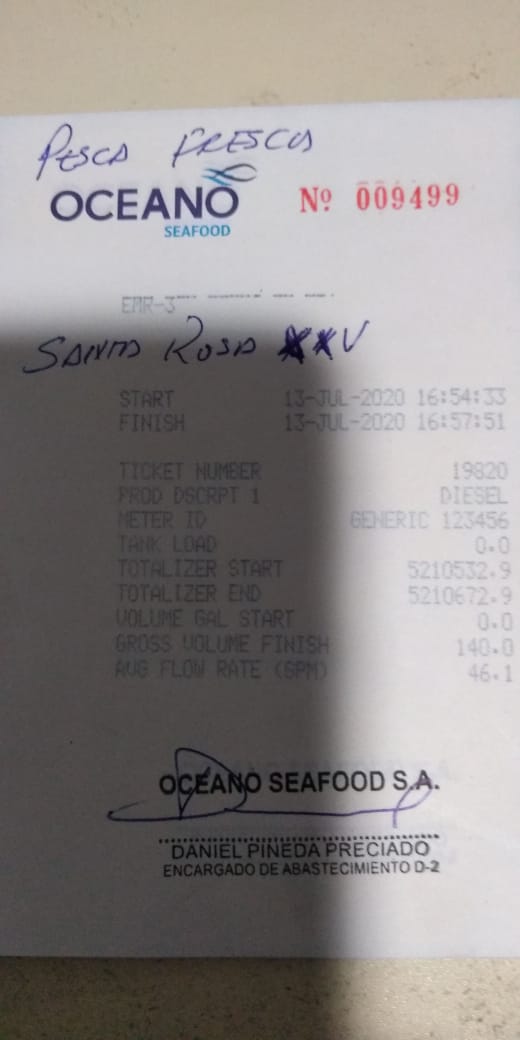 PESCA FRESCA
OCEANO
SEAFOOD
Nº 009499
EMR-3
SANTA ROSA XXV
START 13-JUL-2020 16:54:33
FINISH 13-JUL-2020 16:57:51
TICKET NUMBER 19820
PROD DSCRPT 1 DIESEL
METER ID GENERIC 123456
TANK LOAD 0.0
TOTALIZER START 5210532.9
TOTALIZER END 5210672.9
VOLUME GAL START 0.0
GROSS VOLUME FINISH 140.0
AVG FLOW RATE (GPM) 46.1
OCEANO SEAFOOD S.A.
DANIEL PINEDA PRECIADO
ENCARGADO DE ABASTECIMIENTO D-2